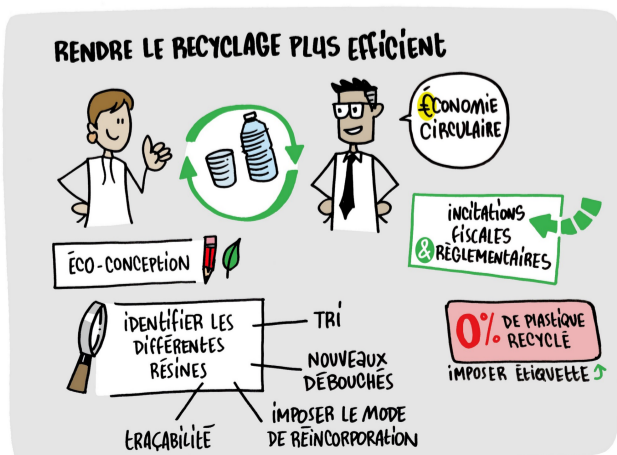 RENDRE LE RECYCLAGE PLUS EFFICIENT
€CONOMIE
CIRCULAIRE
ÉCO-CONCEPTION
INCITATIONS
FISCALES
& RÈGLEMENTAIRES
IDENTIFIER LES
DIFFÉRENTES
RÉSINES
TRI
NOUVEAUX
DÉBOUCHÉS
IMPOSER LE MODE
DE RÉINCORPORATION
TRAÇABILITÉ
0% DE PLASTIQUE
RECYCLÉ
IMPOSER ÉTIQUETTE